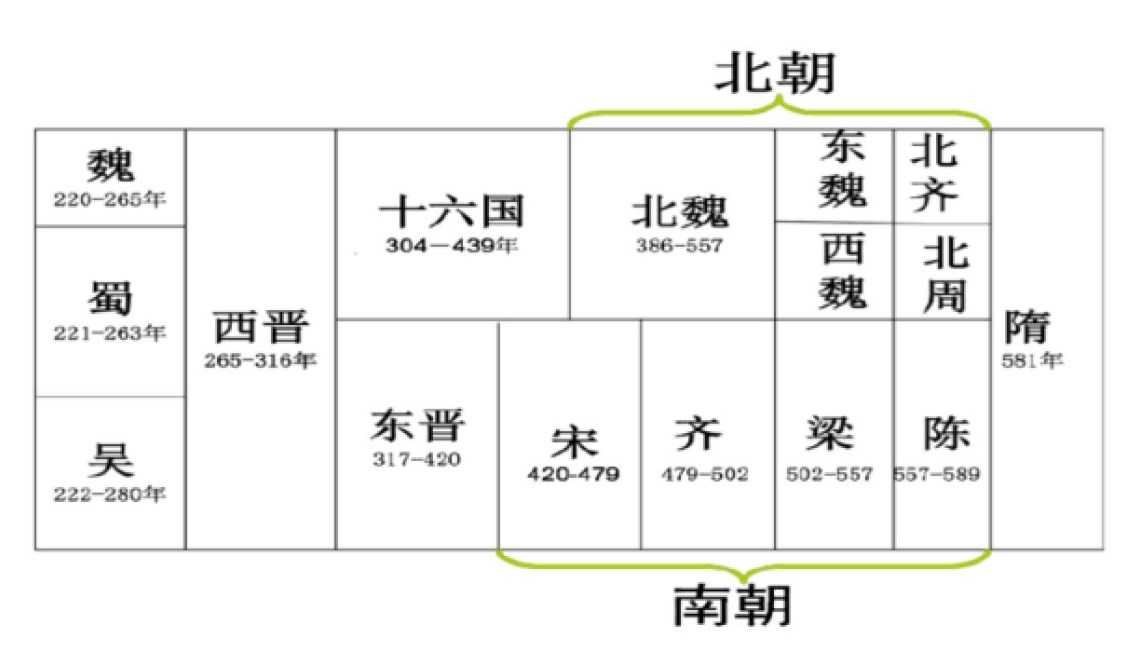 北朝
魏
220-265年
蜀
221-263年
吴
222-280年
西晋
265-316年
十六国
304-439年
北魏
386-557
东魏
北齐
西魏
北周
东晋
317-420
宋
420-479
齐
479-502
梁
502-557
陈
557-589
隋
581年
南朝